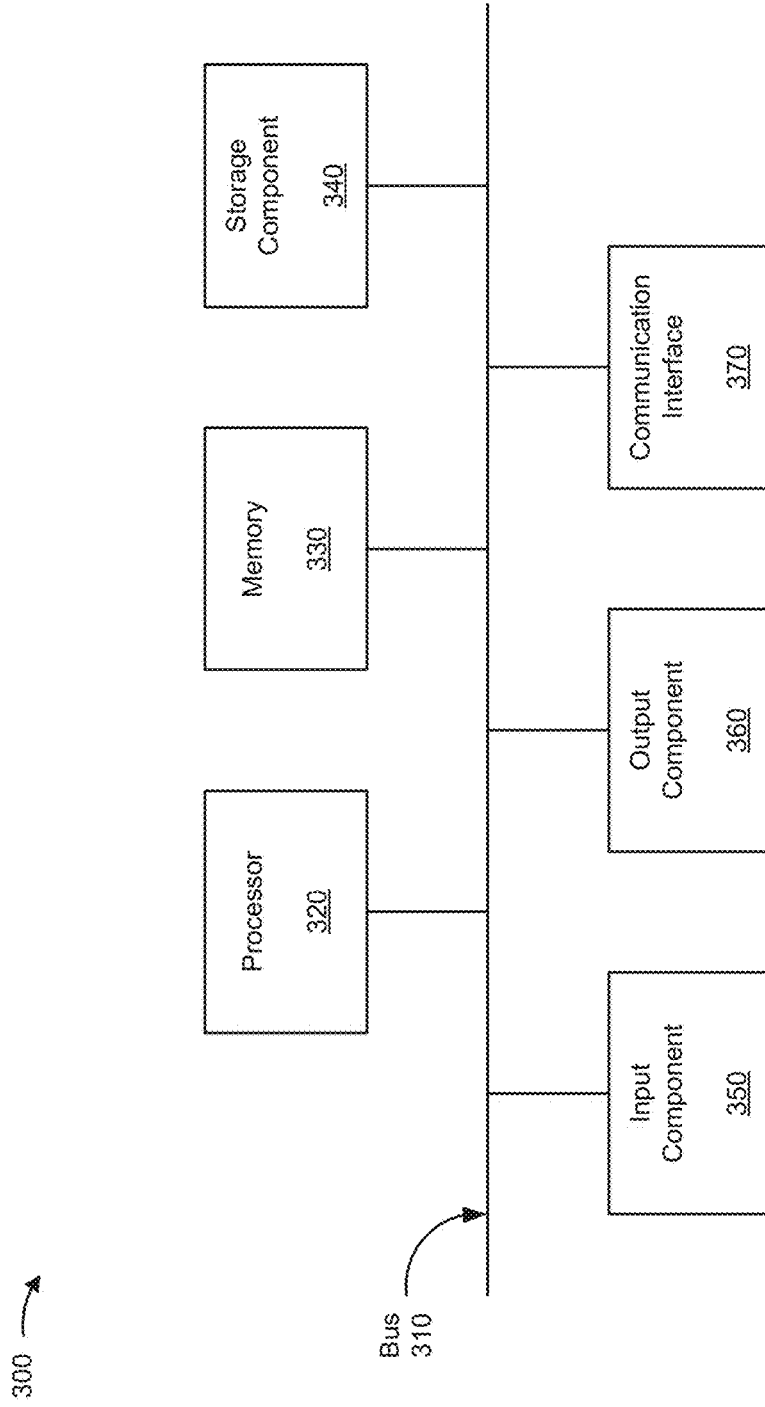 300
Bus
310
Processor
320
Memory
330
Storage
Component
340
Input
Component
350
Output
Component
360
Communication
Interface
370